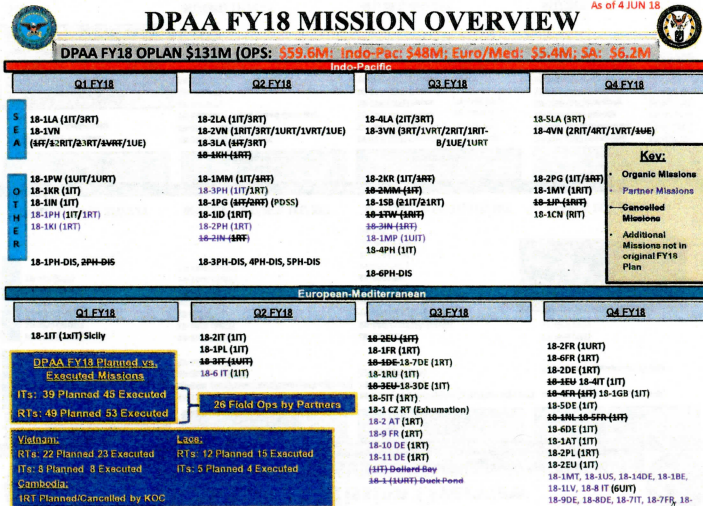 As of 4 JUN 18
DPAA FY18 MISSION OVERVIEW
DPAA FY18 OPLAN $131M (OPS: $59.6M: Indo-Pac: $48M; Euro/Med: $5.4M; SA: $6.2M
Indo-Pacific
Q1 FY18
Q2 FY18
Q3 FY18
Q4 FY18
SEA
18-1LA (1IT/3RT)
18-1VN
(1RT/12RIT/23RT/1VRT/1UE)
18-2LA (1IT/3RT)
18-2VN (1RIT/3RT/1URT/1VRT/1UE)
18-3LA (1IT/3RT)
18-1KH (1RT)
18-4LA (2IT/3RT)
18-3VN (3RT/1VRT/2RIT/1RIT-
B/1UE/1URT
18-5LA (3RT)
18-4VN (2RIT/4RT/1VRT/1UE)
OTHER
18-1PW (1UIT/1URT)
18-1KR (1IT)
18-1IN (1IT)
18-1PH (1IT/1RT)
18-1KI (1RT)
18-1PH-DIS, 2PH-DIS
18-1MM (1IT/1RT)
18-3PH (1IT/1RT)
18-1PG (1IT/2RT) (PDSS)
18-1ID (1RIT)
18-2PH (1RT)
18-2IN (1RT)
18-3PH-DIS, 4PH-DIS, 5PH-DIS
18-2KR (1IT/1RT)
18-2MM (1IT)
18-1SB (21IT/21RT)
18-1TW (1RIT)
18-3IN (1RT)
18-1MP (1UIT)
18-4PH (1IT)
18-6PH-DIS
18-2PG (1IT/1RT)
18-1MY (1RIT)
18-1JP (1RIT)
18-1CN (RIT)
Key:
Organic Missions
Partner Missions
Cancelled
Missions
Additional
Missions not in
original FY18
Plan
European-Mediterranean
Q1 FY18
Q2 FY18
Q3 FY18
Q4 FY18
18-1IT (1xIT) Sicily
18-2IT (1IT)
18-1PL (1IT)
18-3IT (1UIT)
18-6 IT (1IT)
18-2EU (1IT)
18-1FR (1RT)
18-1DE 18-7DE (1RT)
18-1RU (1IT)
18-3EU 18-3DE (1IT)
18-5IT (1RT)
18-1 CZ RT (Exhumation)
18-2 AT (1RT)
18-9 FR (1RT)
18-10 DE (1RT)
18-11 DE (1RT)
(1IT) Dollard Bay
18-1 (1URT) Duck Pond
18-2FR (1URT)
18-6FR (1RT)
18-2DE (1RT)
18-1EU 18-4IT (1IT)
18-4FR (1IT) 18-1GB (1IT)
18-5DE (1IT)
18-1NL 18-5FR (1IT)
18-6DE (1IT)
18-1AT (1IT)
18-2PL (1RT)
18-2EU (1IT)
18-1MT, 18-1US, 18-14DE, 18-1BE,
18-1LV, 18-8 IT (6UIT)
18-9DE, 18-8DE, 18-7IT, 18-7FR, 18-
DPAA FY18 Planned vs.
Executed Missions
ITs: 39 Planned 45 Executed
RTs: 49 Planned 53 Executed
26 Field Ops by Partners
Vietnam:
RTs: 22 Planned 23 Executed
ITs: 8 Planned 8 Executed
Cambodia:
1RT Planned/Cancelled by KOC
Laos:
RTs: 12 Planned 15 Executed
ITs: 5 Planned 4 Executed